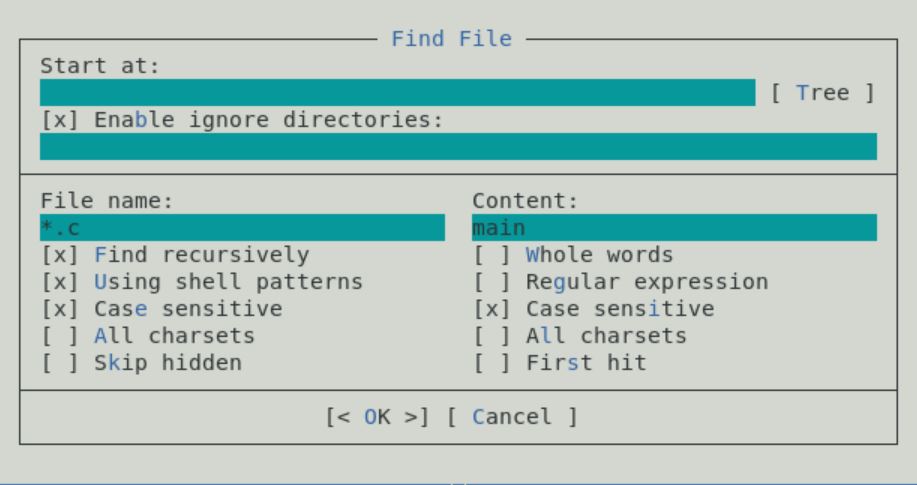 Find File
Start at:
[ Tree ]
[x] Enable ignore directories:
File name:
*.c
[x] Find recursively
[x] Using shell patterns
[x] Case sensitive
[ ] All charsets
[ ] Skip hidden
Content:
main
[ ] Whole words
[ ] Regular expression
[x] Case sensitive
[ ] All charsets
[ ] First hit
[< OK >] [ Cancel ]